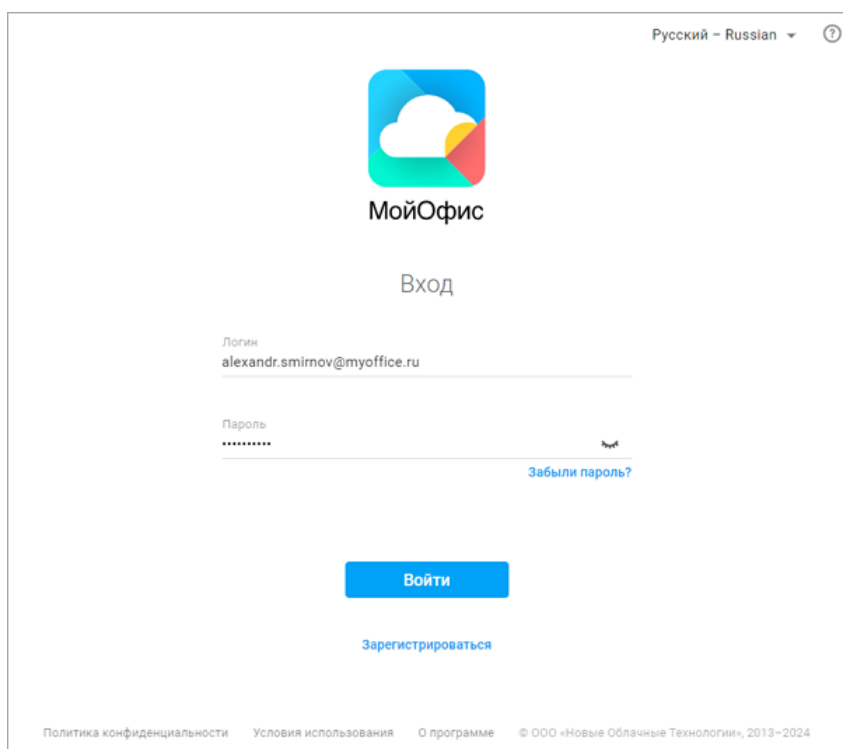 Русский – Russian
?
МойОфис
Вход
Логин
alexandr.smirnov@myoffice.ru
Пароль
••••••••••
Забыли пароль?
Войти
Зарегистрироваться
Политика конфиденциальности Условия использования О программе © ООО «Новые Облачные Технологии», 2013–2024